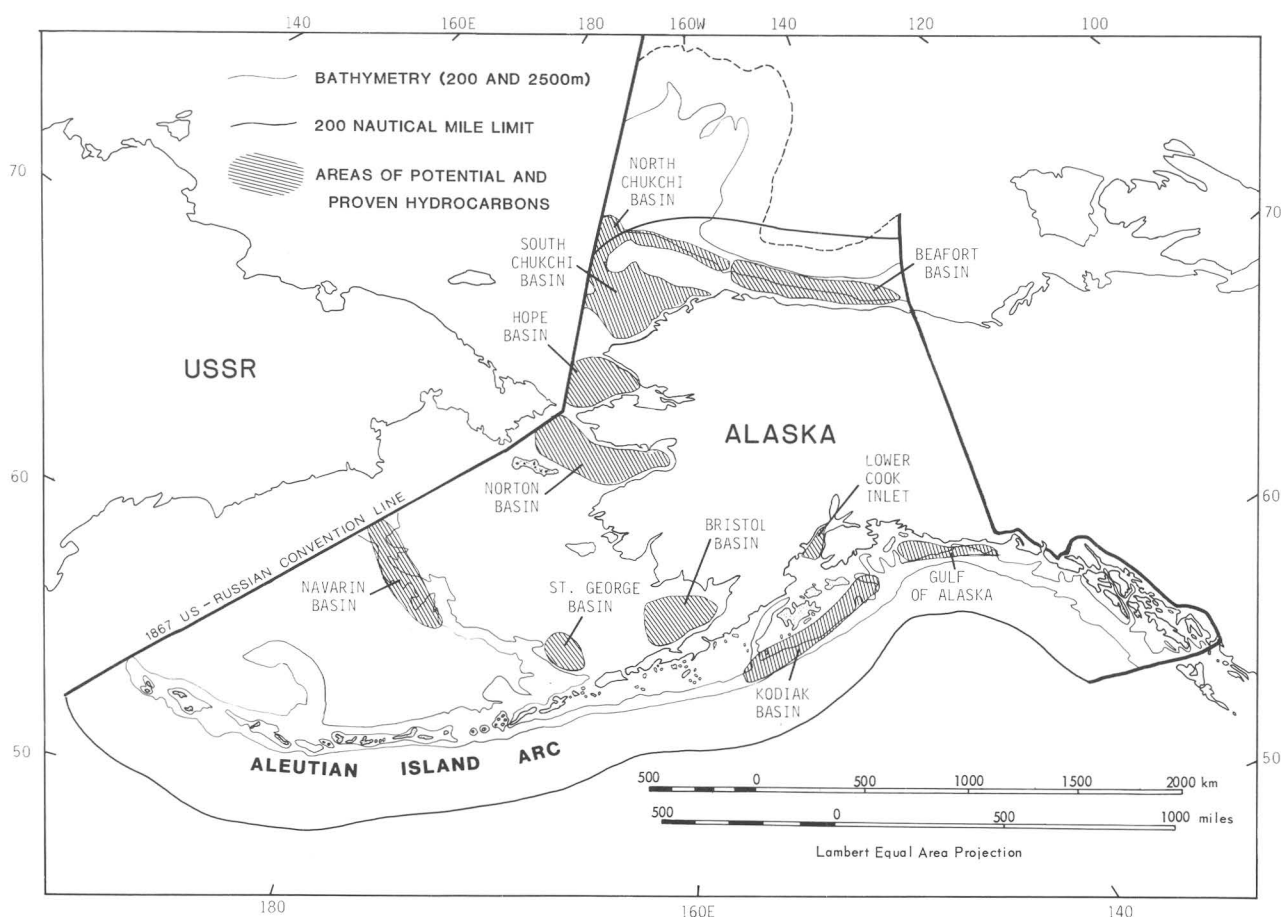 140
160E
180
160W
140
120
100
BATHYMETRY (200 AND 2500m)
200 NAUTICAL MILE LIMIT
AREAS OF POTENTIAL AND
PROVEN HYDROCARBONS
70
70
NORTH
CHUKCHI
BASIN
SOUTH
CHUKCHI
BASIN
BEAFORT
BASIN
HOPE
BASIN
USSR
ALASKA
60
60
NORTON
BASIN
LOWER
COOK
INLET
1867 US-RUSSIAN CONVENTION LINE
BRISTOL
BASIN
NAVARIN
BASIN
ST. GEORGE
BASIN
GULF
OF ALASKA
KODIAK
BASIN
50
50
ALEUTIAN ISLAND ARC
500 0 500 1000 1500 2000 km
500 0 500 1000 miles
Lambert Equal Area Projection
180
160E
140